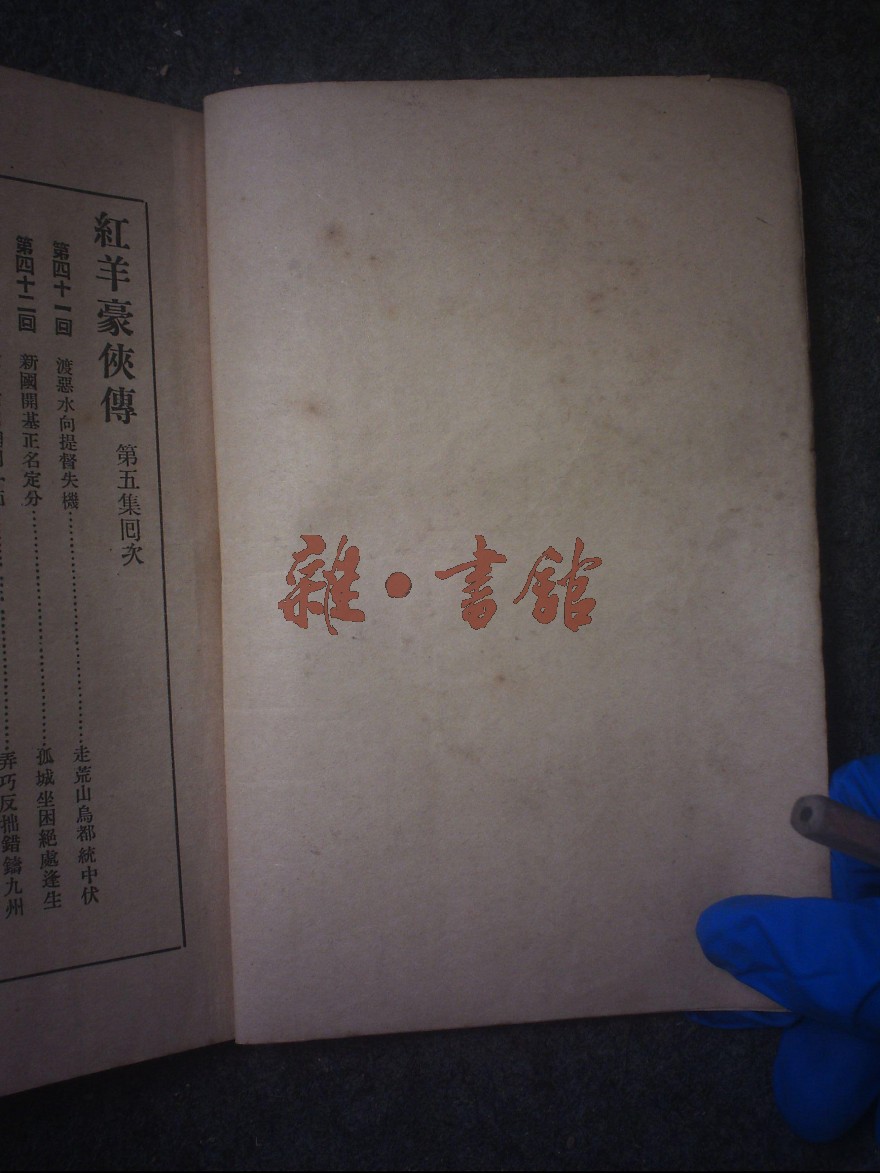 紅羊豪俠傳 第五集囘次
第四十一回 渡惡水向提督失機⋯⋯⋯⋯⋯⋯⋯⋯走荒山烏都統中伏
第四十二回 新國開基正名定分⋯⋯⋯⋯⋯⋯⋯⋯孤城坐困絕處逢生
弄巧反拙錯鑄九州
雜·書館